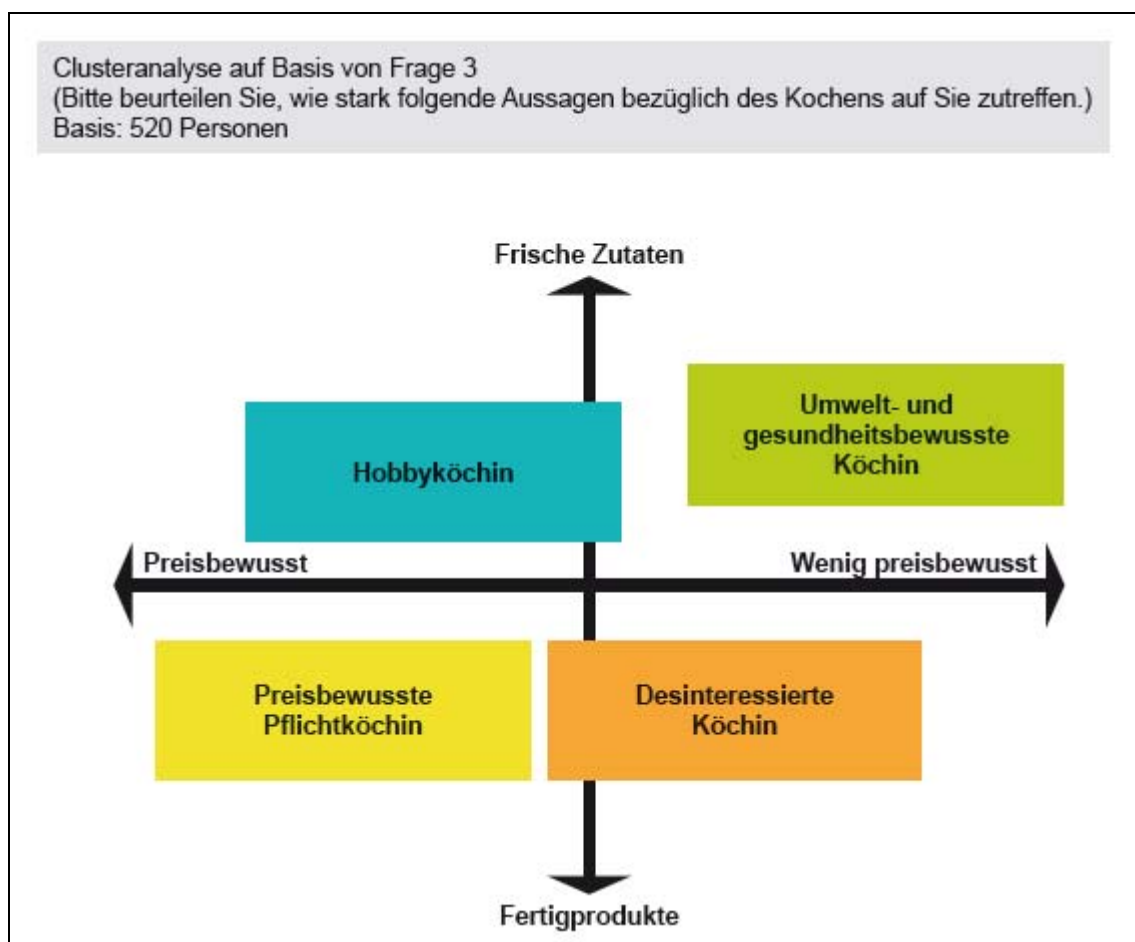 Clusteranalyse auf Basis von Frage 3
(Bitte beurteilen Sie, wie stark folgende Aussagen bezüglich des Kochens auf Sie zutreffen.)
Basis: 520 Personen
Frische Zutaten
Umwelt- und
gesundheitsbewusste
Köchin
Hobbyköchin
Preisbewusst
Wenig preisbewusst
Preisbewusste
Pflichtköchin
Desinteressierte
Köchin
Fertigprodukte